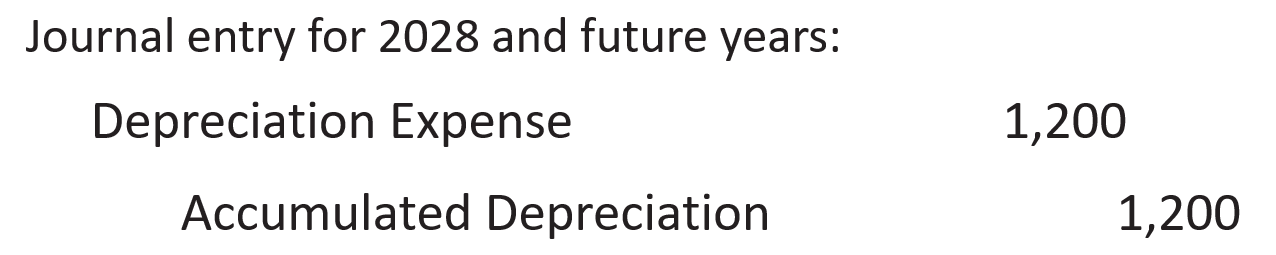 Journal entry for 2028 and future years:
Depreciation Expense 1,200
Accumulated Depreciation 1,200